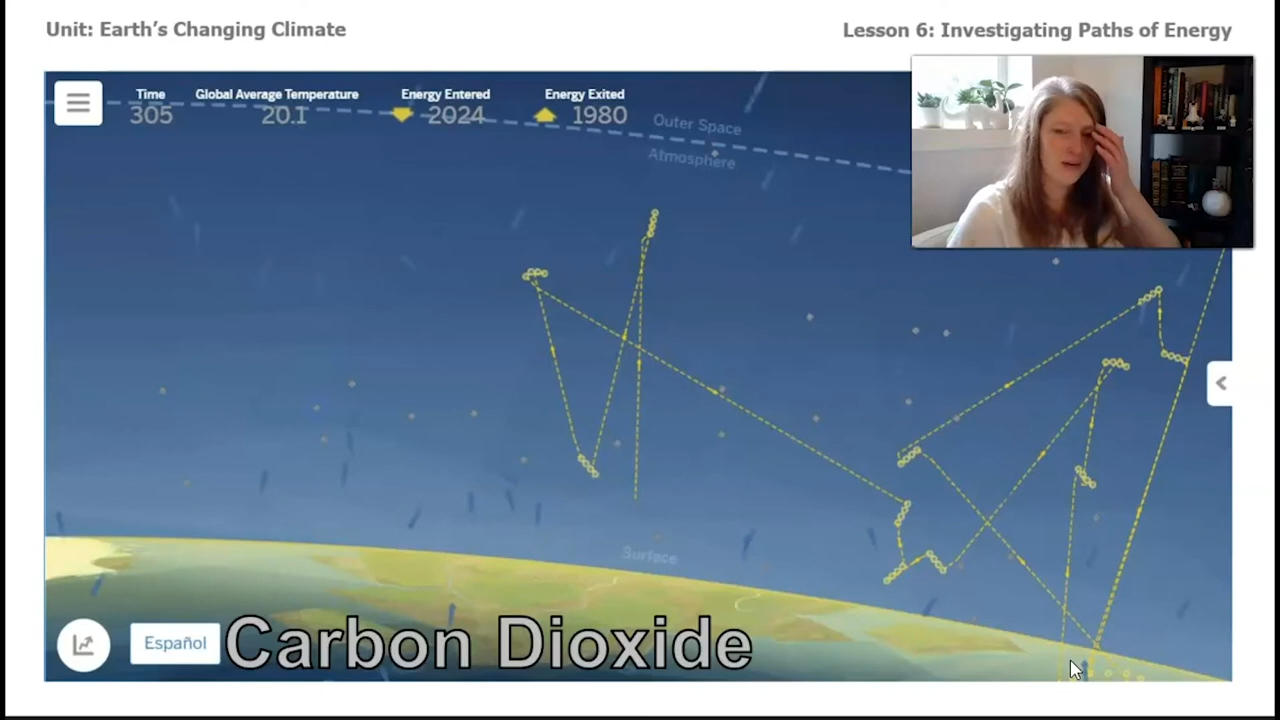 Unit: Earth's Changing Climate
Lesson 6: Investigating Paths of Energy
Time
Global Average Temperature
Energy Entered
Energy Exited
305
20.1
2024
1980
Outer Space
Atmosphere
Surface
Español
Carbon Dioxide